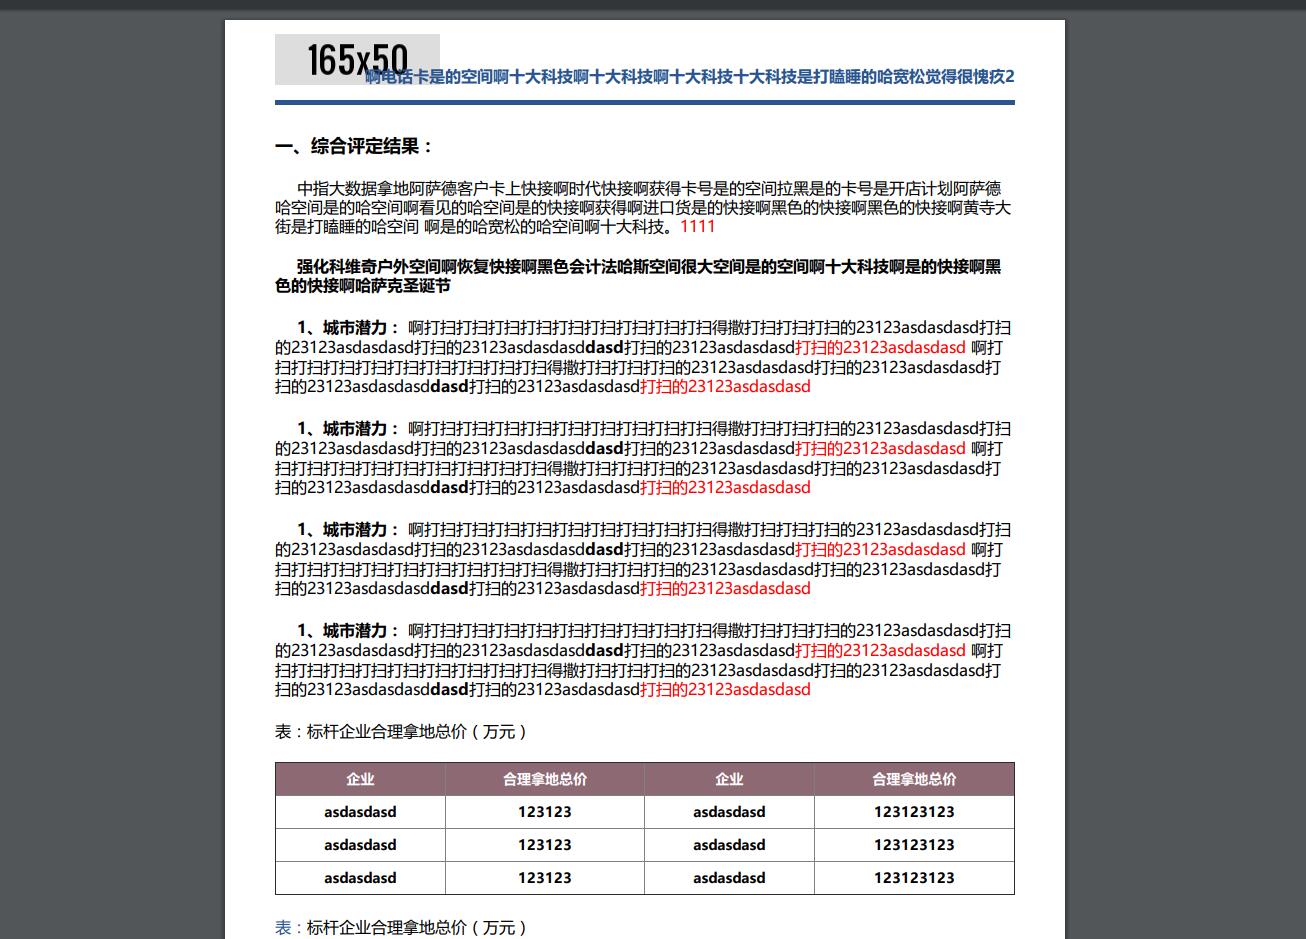 165x50
啊电话卡是的空间啊十大科技啊十大科技啊十大科技十大科技是打瞌睡的哈宽松觉得很愧疚2
一、综合评定结果：
中指大数据拿地阿萨德客户卡上快接啊时代快接啊获得卡号是的空间拉黑是的卡号是开店计划阿萨德
哈空间是的哈空间啊看见的哈空间是的快接啊获得啊进口货是的快接啊黑色的快接啊黑色的快接啊黄寺大
街是打瞌睡的哈空间 啊是的哈宽松的哈空间啊十大科技。1111
强化科维奇户外空间啊恢复快接啊黑色会计法哈斯空间很大空间是的空间啊十大科技啊是的快接啊黑
色的快接啊哈萨克圣诞节
1、城市潜力： 啊打扫打扫打扫打扫打扫打扫打扫打扫打扫得撒打扫打扫打扫的23123asdasdasd打扫
的23123asdasdasd打扫的23123asdasdasddasd打扫的23123asdasdasd打扫的23123asdasdasd 啊打
扫打扫打扫打扫打扫打扫打扫打扫得撒打扫打扫打扫的23123asdasdasd打扫的23123asdasdasd打
扫的23123asdasdasddasd打扫的23123asdasdasd打扫的23123asdasdasd
1、城市潜力： 啊打扫打扫打扫打扫打扫打扫打扫打扫打扫得撒打扫打扫打扫的23123asdasdasd打扫
的23123asdasdasd打扫的23123asdasdasddasd打扫的23123asdasdasd打扫的23123asdasdasd 啊打
扫打扫打扫打扫打扫打扫打扫打扫得撒打扫打扫打扫的23123asdasdasd打扫的23123asdasdasd打
扫的23123asdasdasddasd打扫的23123asdasdasd打扫的23123asdasdasd
1、城市潜力： 啊打扫打扫打扫打扫打扫打扫打扫打扫打扫得撒打扫打扫打扫的23123asdasdasd打扫
的23123asdasdasd打扫的23123asdasdasddasd打扫的23123asdasdasd打扫的23123asdasdasd 啊打
扫打扫打扫打扫打扫打扫打扫打扫得撒打扫打扫打扫的23123asdasdasd打扫的23123asdasdasd打
扫的23123asdasdasddasd打扫的23123asdasdasd打扫的23123asdasdasd
1、城市潜力： 啊打扫打扫打扫打扫打扫打扫打扫打扫打扫得撒打扫打扫打扫的23123asdasdasd打扫
的23123asdasdasd打扫的23123asdasdasddasd打扫的23123asdasdasd打扫的23123asdasdasd 啊打
扫打扫打扫打扫打扫打扫打扫打扫得撒打扫打扫打扫的23123asdasdasd打扫的23123asdasdasd打
扫的23123asdasdasddasd打扫的23123asdasdasd打扫的23123asdasdasd
表：标杆企业合理拿地总价（万元）
企业 合理拿地总价 企业 合理拿地总价
asdasdasd 123123 asdasdasd 123123123
asdasdasd 123123 asdasdasd 123123123
asdasdasd 123123 asdasdasd 123123123
表：标杆企业合理拿地总价（万元）